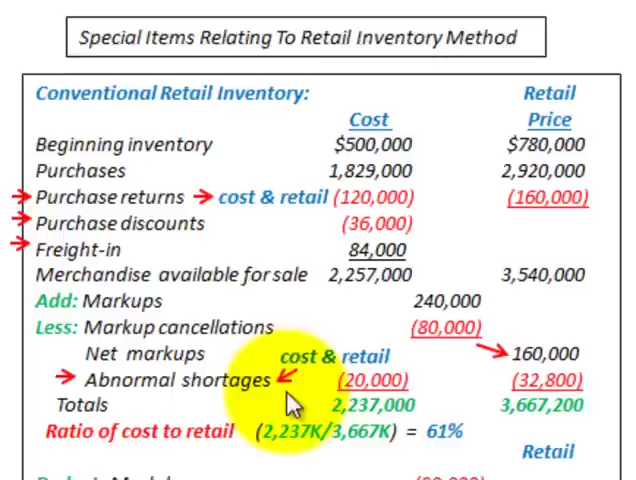 Special Items Relating To Retail Inventory Method
Conventional Retail Inventory: Retail
Cost Price
Beginning inventory $500,000 $780,000
Purchases 1,829,000 2,920,000
Purchase returns cost & retail (120,000) (160,000)
Purchase discounts (36,000)
Freight-in 84,000
Merchandise available for sale 2,257,000 3,540,000
Add: Markups 240,000
Less: Markup cancellations (80,000)
Net markups cost & retail 160,000
Abnormal shortages (20,000) (32,800)
Totals 2,237,000 3,667,200
Ratio of cost to retail (2,237K/3,667K) = 61%
Retail